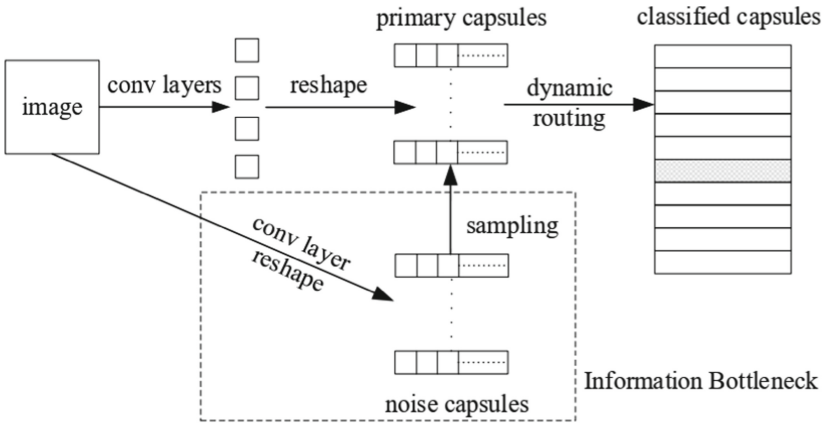 primary capsules
classified capsules
image
conv layers
reshape
dynamic
routing
conv layer
reshape
sampling
noise capsules
Information Bottleneck